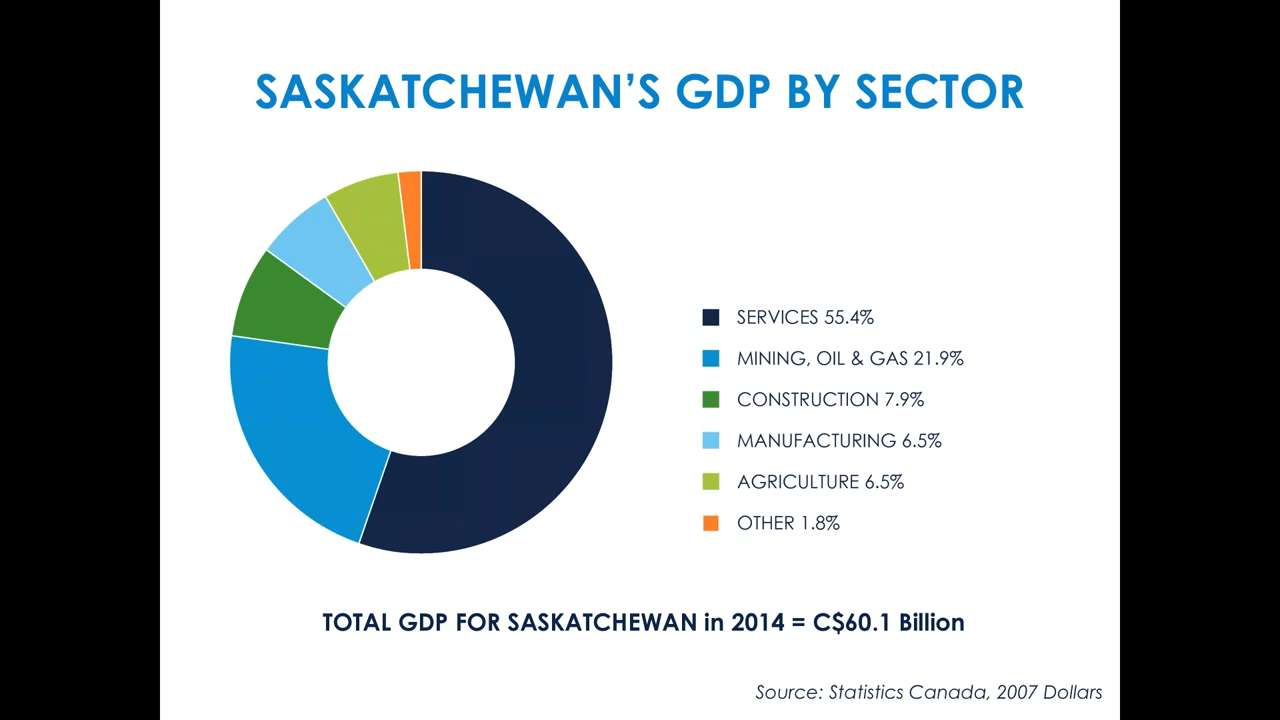 SASKATCHEWAN’S GDP BY SECTOR
SERVICES 55.4%
MINING, OIL & GAS 21.9%
CONSTRUCTION 7.9%
MANUFACTURING 6.5%
AGRICULTURE 6.5%
OTHER 1.8%
TOTAL GDP FOR SASKATCHEWAN in 2014 = C$60.1 Billion
Source: Statistics Canada, 2007 Dollars